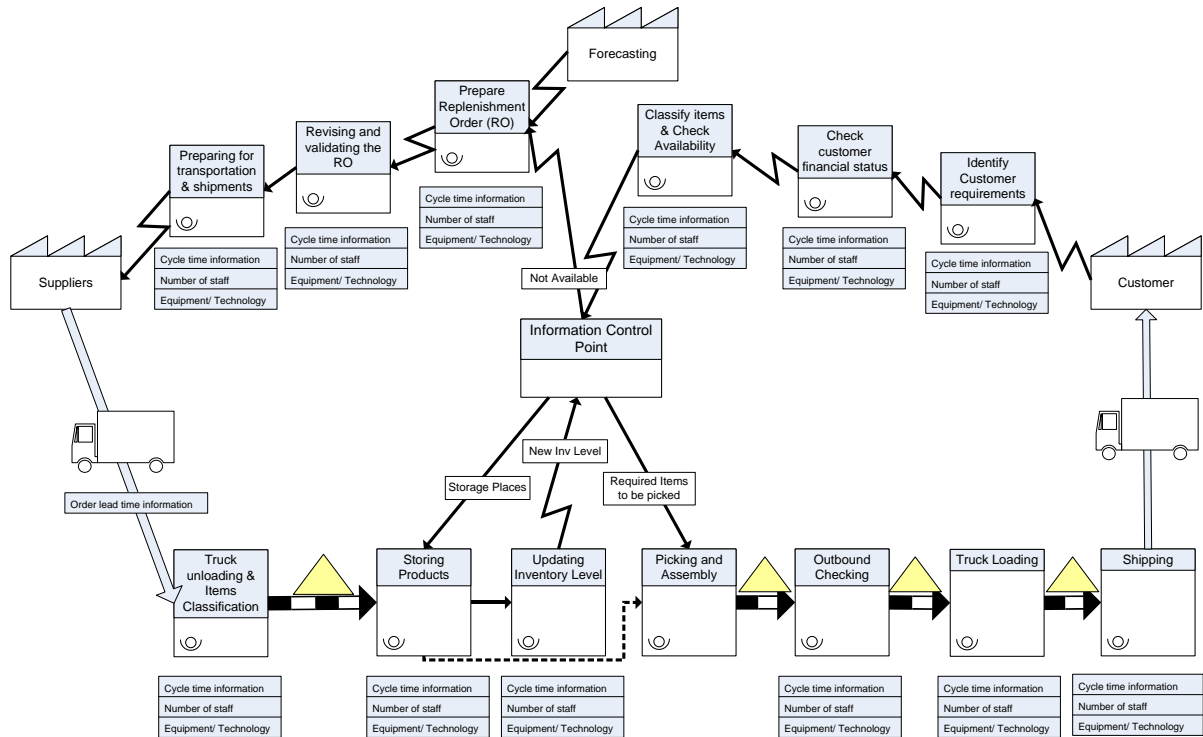 Forecasting
Prepare
Replenishment
Order (RO)
Cycle time information
Number of staff
Equipment/ Technology
Revising and
validating the
RO
Cycle time information
Number of staff
Equipment/ Technology
Preparing for
transportation
& shipments
Cycle time information
Number of staff
Equipment/ Technology
Suppliers
Classify items
& Check
Availability
Cycle time information
Number of staff
Equipment/ Technology
Check
customer
financial status
Cycle time information
Number of staff
Equipment/ Technology
Identify
Customer
requirements
Cycle time information
Number of staff
Equipment/ Technology
Customer
Not Available
Information Control
Point
Storage Places
New Inv Level
Required Items
to be picked
Order lead time information
Truck
unloading &
Items
Classification
Cycle time information
Number of staff
Equipment/ Technology
Storing
Products
Cycle time information
Number of staff
Equipment/ Technology
Updating
Inventory Level
Cycle time information
Number of staff
Equipment/ Technology
Picking and
Assembly
Outbound
Checking
Cycle time information
Number of staff
Equipment/ Technology
Truck Loading
Cycle time information
Number of staff
Equipment/ Technology
Shipping
Cycle time information
Number of staff
Equipment/ Technology